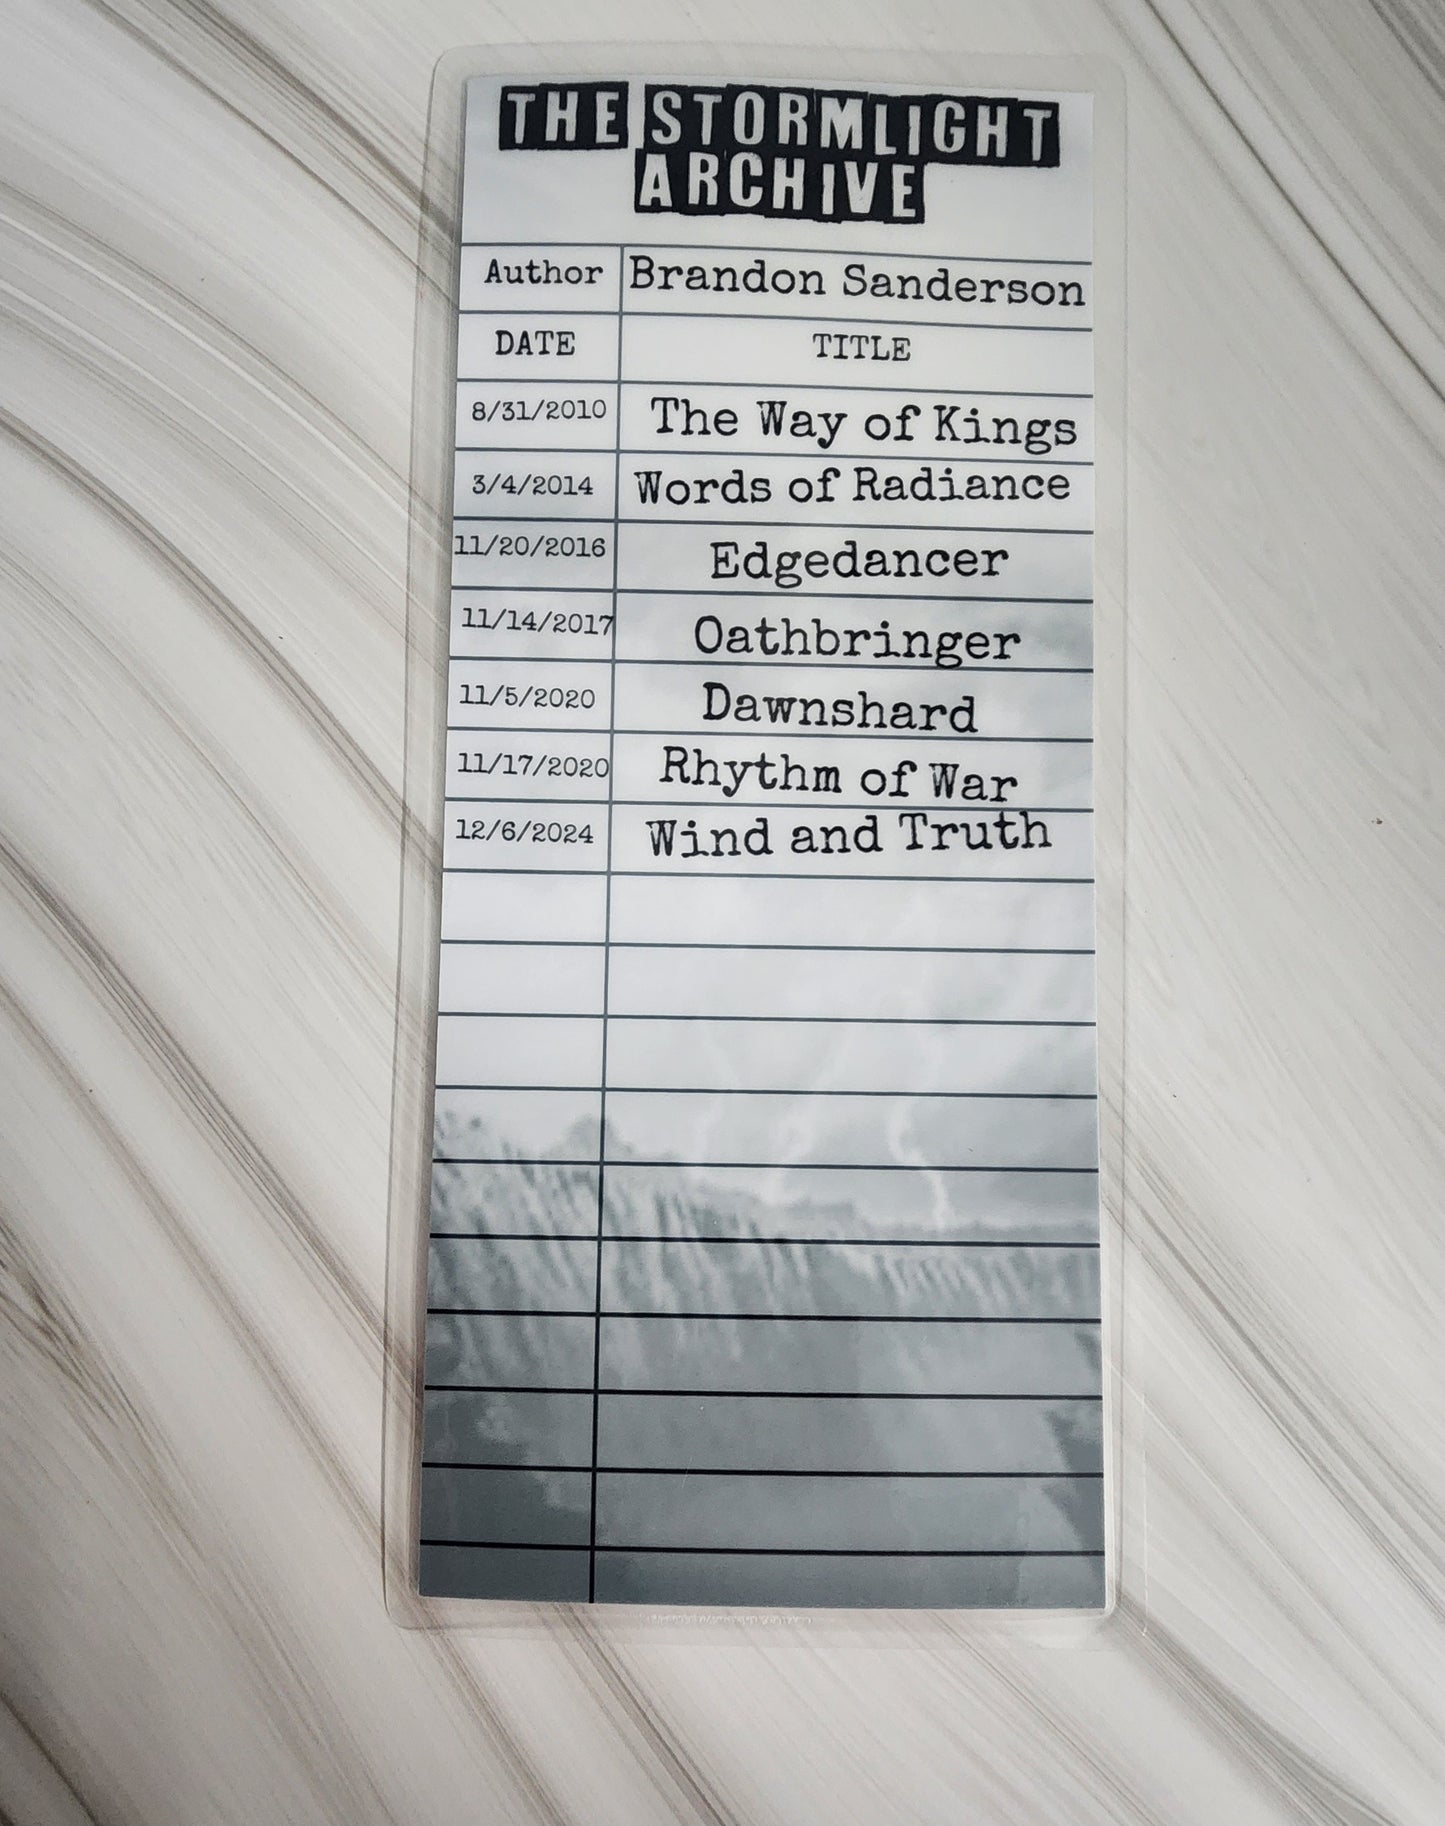 THE STORMLIGHT
ARCHIVE
Author Brandon Sanderson
DATE TITLE
8/31/2010 The Way of Kings
3/4/2014 Words of Radiance
11/20/2016 Edgedancer
11/14/2017 Oathbringer
11/5/2020 Dawnshard
11/17/2020 Rhythm of War
12/6/2024 Wind and Truth